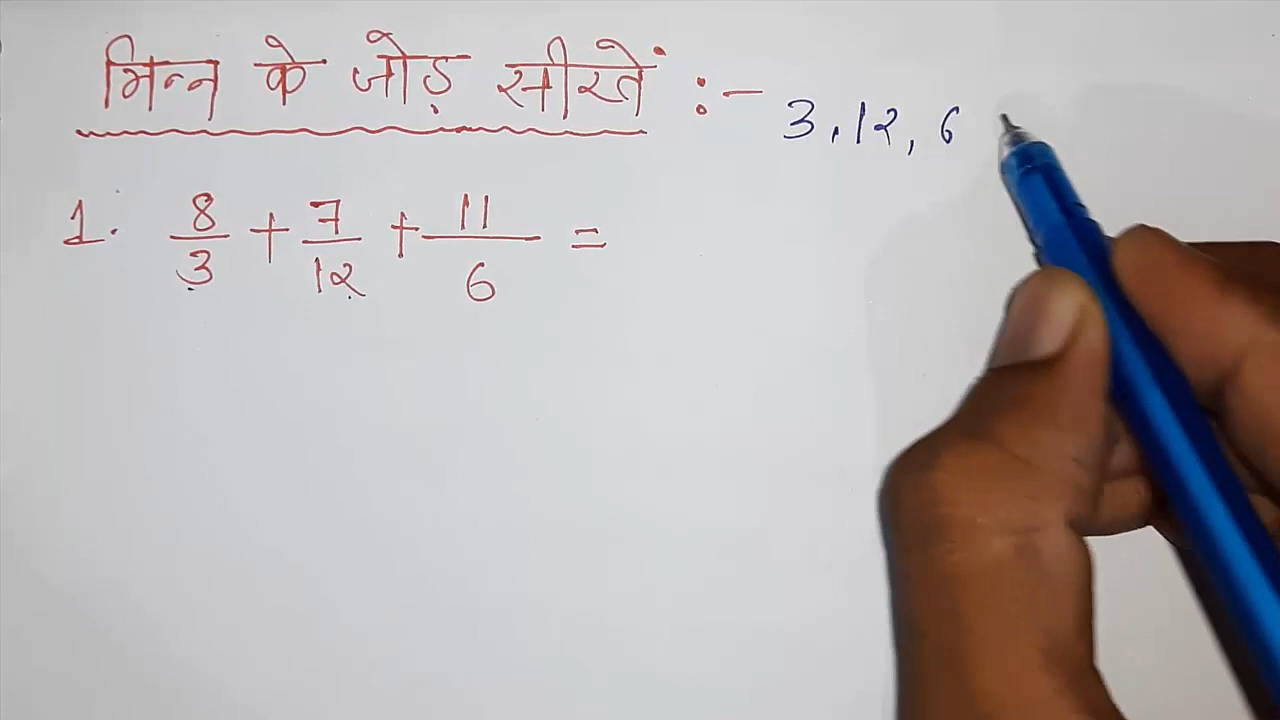 भिन्न के जोड़ सीखें :-
3, 12, 6
1. 8/3 + 7/12 + 11/6 =